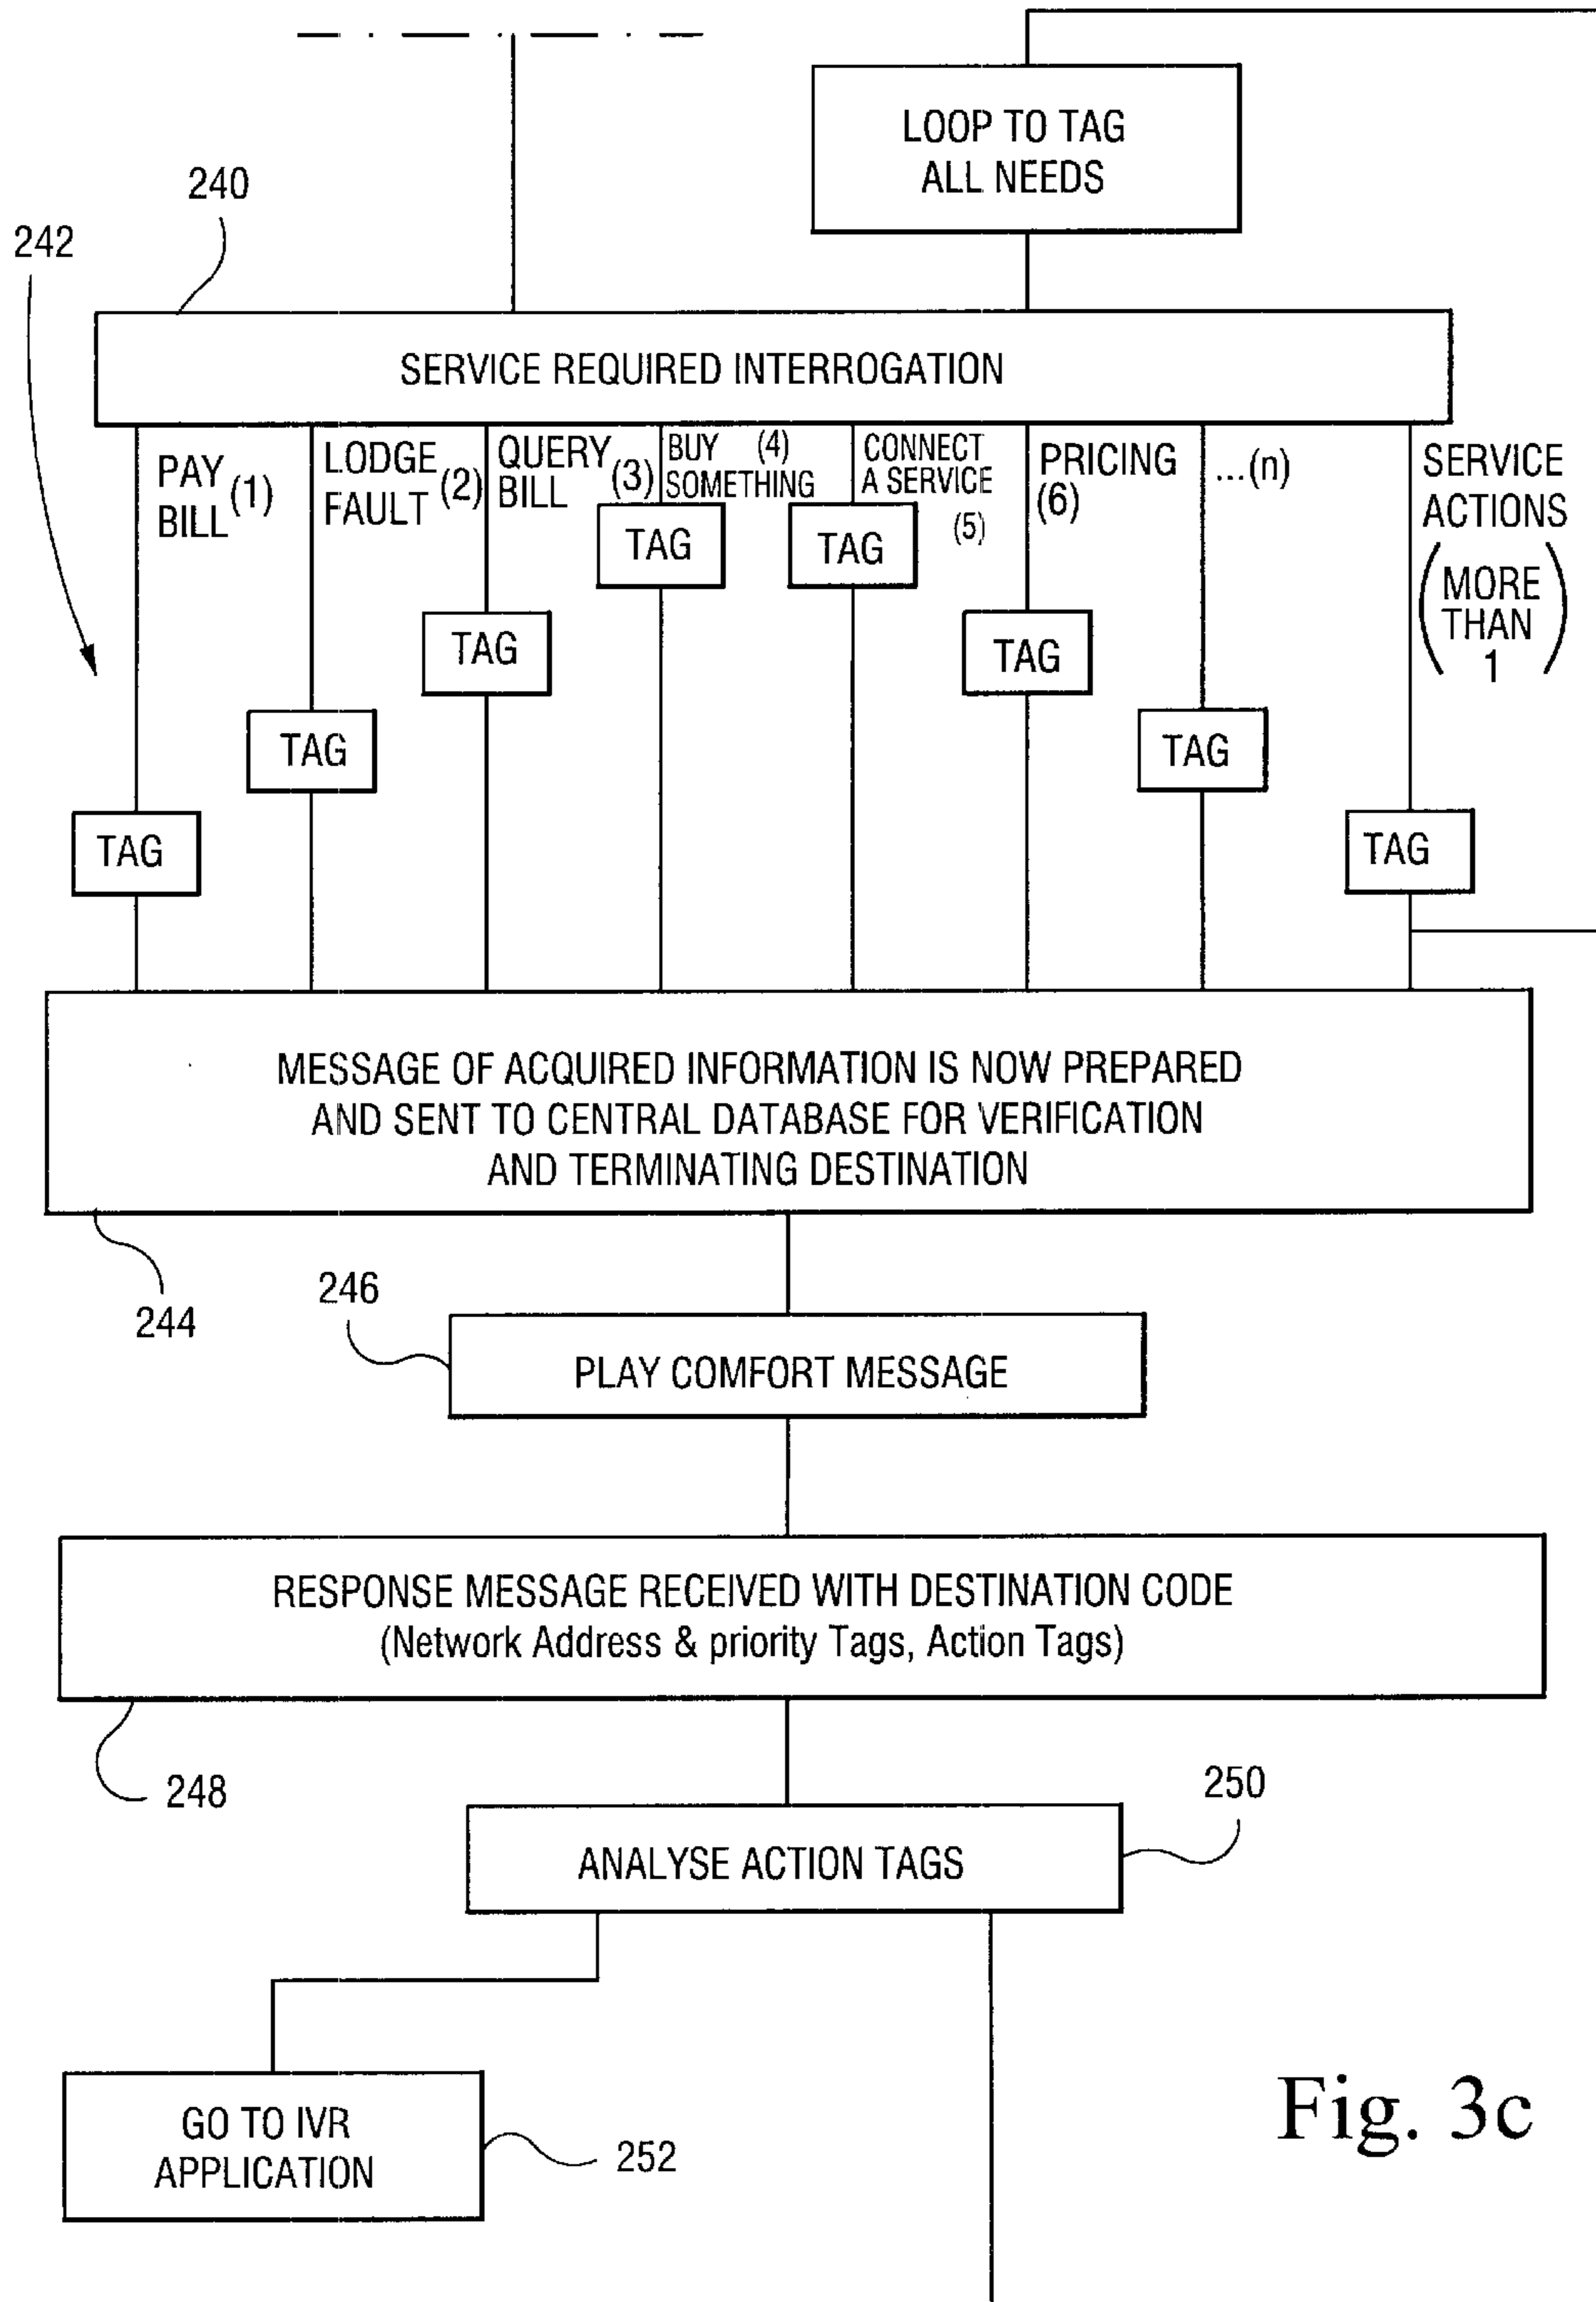 LOOP TO TAG
ALL NEEDS
240
242
SERVICE REQUIRED INTERROGATION
PAY
BILL (1)
LODGE
FAULT (2)
QUERY
BILL (3)
BUY (4)
SOMETHING
CONNECT
A SERVICE
(5)
PRICING
(6)
...(n)
SERVICE
ACTIONS
(MORE
THAN
1)
TAG
TAG
TAG
TAG
TAG
TAG
TAG
TAG
MESSAGE OF ACQUIRED INFORMATION IS NOW PREPARED
AND SENT TO CENTRAL DATABASE FOR VERIFICATION
AND TERMINATING DESTINATION
244
246
PLAY COMFORT MESSAGE
RESPONSE MESSAGE RECEIVED WITH DESTINATION CODE
(Network Address & priority Tags, Action Tags)
248
250
ANALYSE ACTION TAGS
GO TO IVR
APPLICATION
252
Fig. 3c